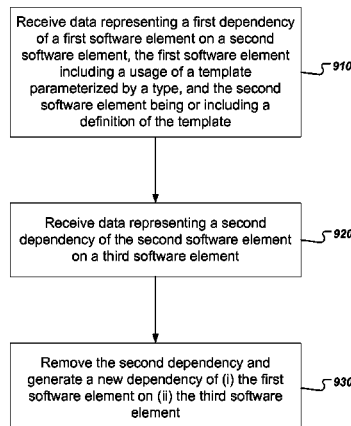 Receive data representing a first dependency
of a first software element on a second
software element, the first software element
including a usage of a template
parameterized by a type, and the second
software element being or including a
definition of the template
910
Receive data representing a second
dependency of the second software element
on a third software element
920
Remove the second dependency and
generate a new dependency of (i) the first
software element on (ii) the third software
element
930